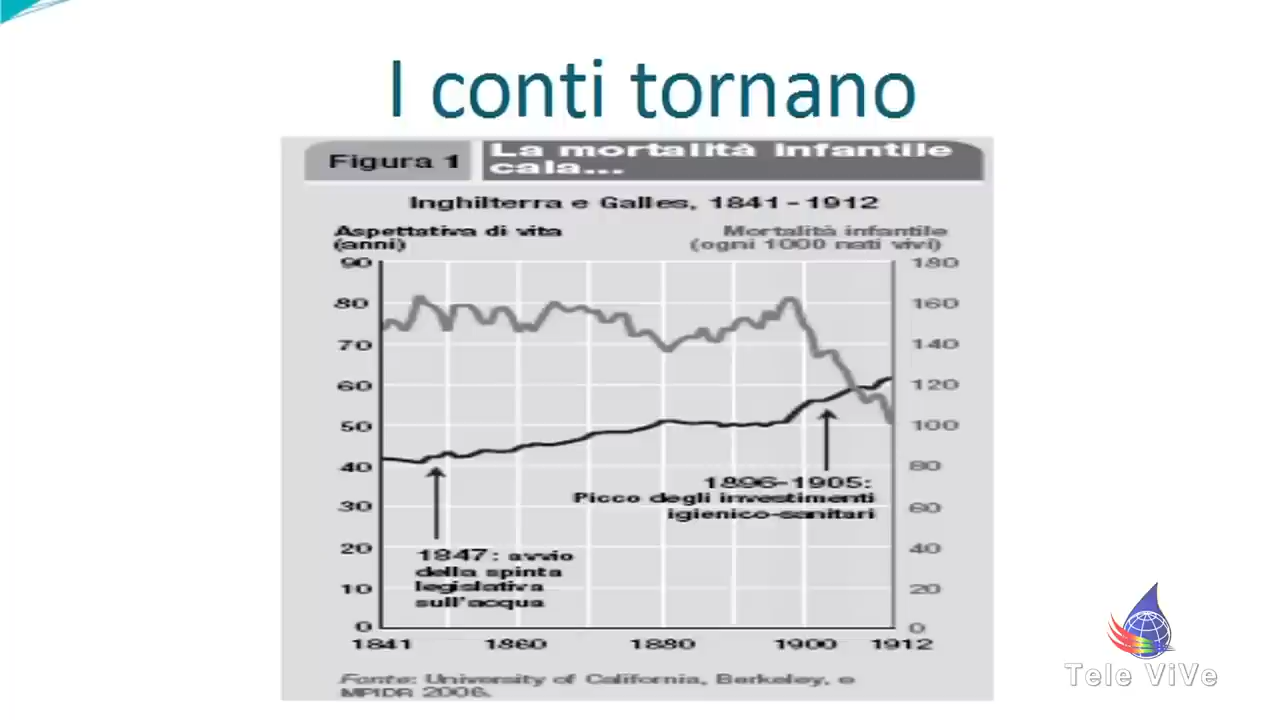 I conti tornano
Figura 1
La mortalità infantile
cala...
Inghilterra e Galles, 1841-1912
Aspettativa di vita
(anni)
Mortalità infantile
(ogni 1000 nati vivi)
90
80
70
60
50
40
30
20
10
0
180
160
140
120
100
80
60
40
20
0
1896-1905:
Picco degli investimenti
igienico-sanitari
1847: avvio
della spinta
legislativa
sull'acqua
1841 1860 1880 1900 1912
Fonte: University of California, Berkeley, e
MPIDR 2006.
Tele ViVe